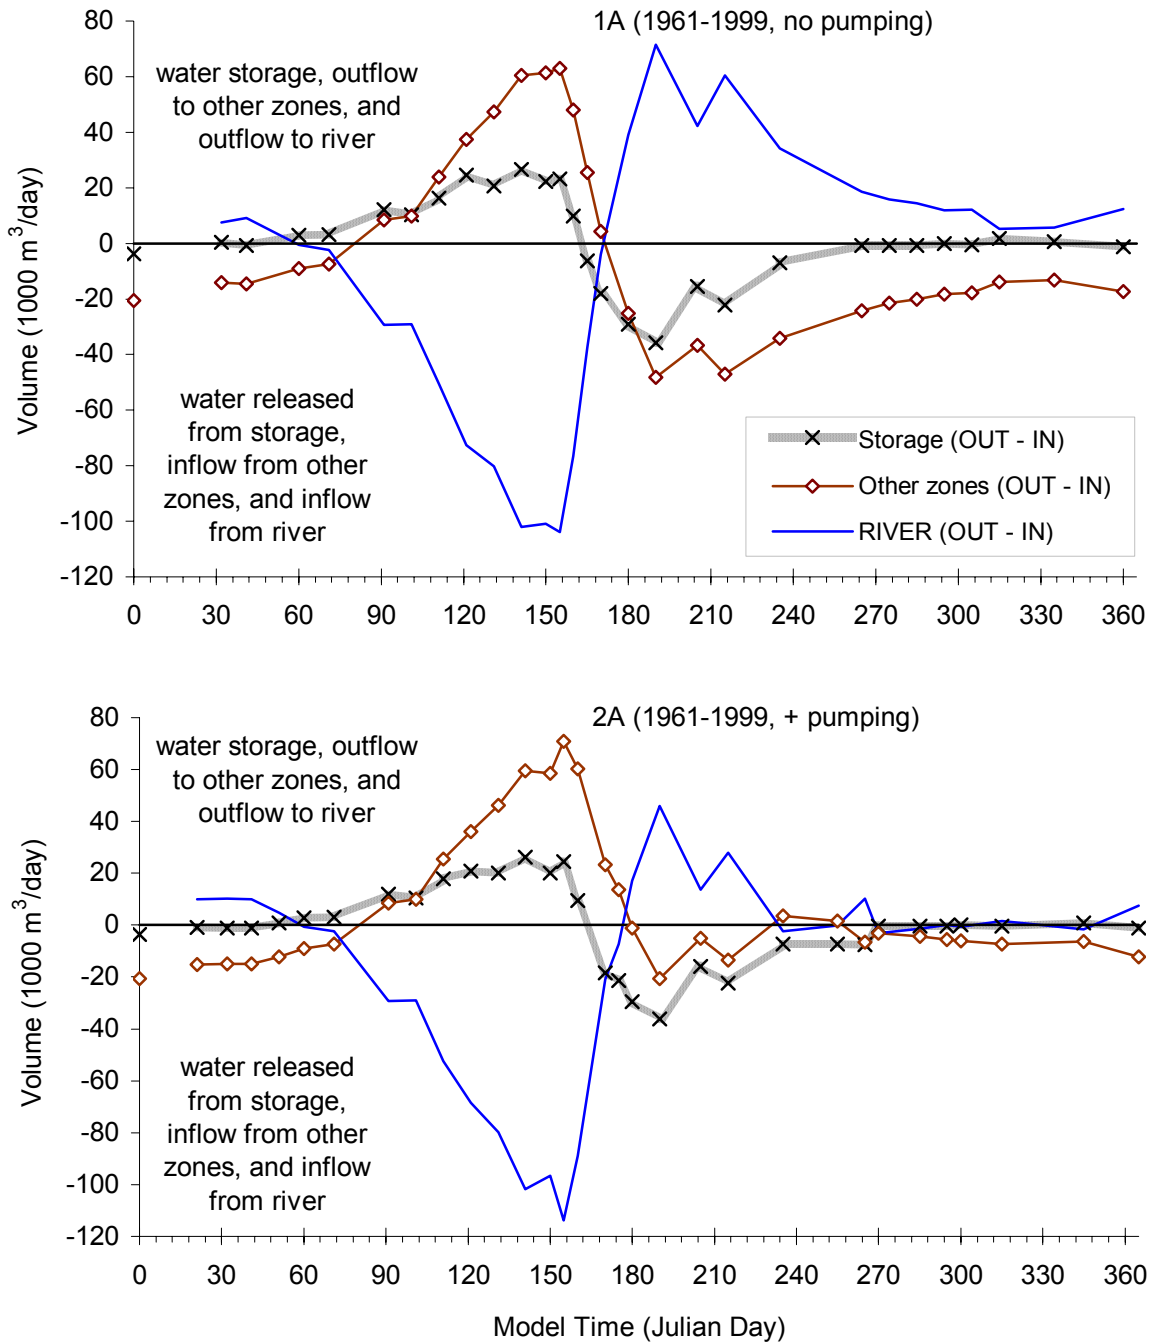 1A (1961-1999, no pumping)
80
60
40
20
0
-20
-40
-60
-80
-100
-120
Volume (1000 m³/day)
water storage, outflow
to other zones, and
outflow to river
water released
from storage,
inflow from other
zones, and inflow
from river
Storage (OUT - IN)
Other zones (OUT - IN)
RIVER (OUT - IN)
0 30 60 90 120 150 180 210 240 270 300 330 360
2A (1961-1999, + pumping)
80
60
40
20
0
-20
-40
-60
-80
-100
-120
Volume (1000 m³/day)
water storage, outflow
to other zones, and
outflow to river
water released
from storage,
inflow from other
zones, and inflow
from river
0 30 60 90 120 150 180 210 240 270 300 330 360
Model Time (Julian Day)